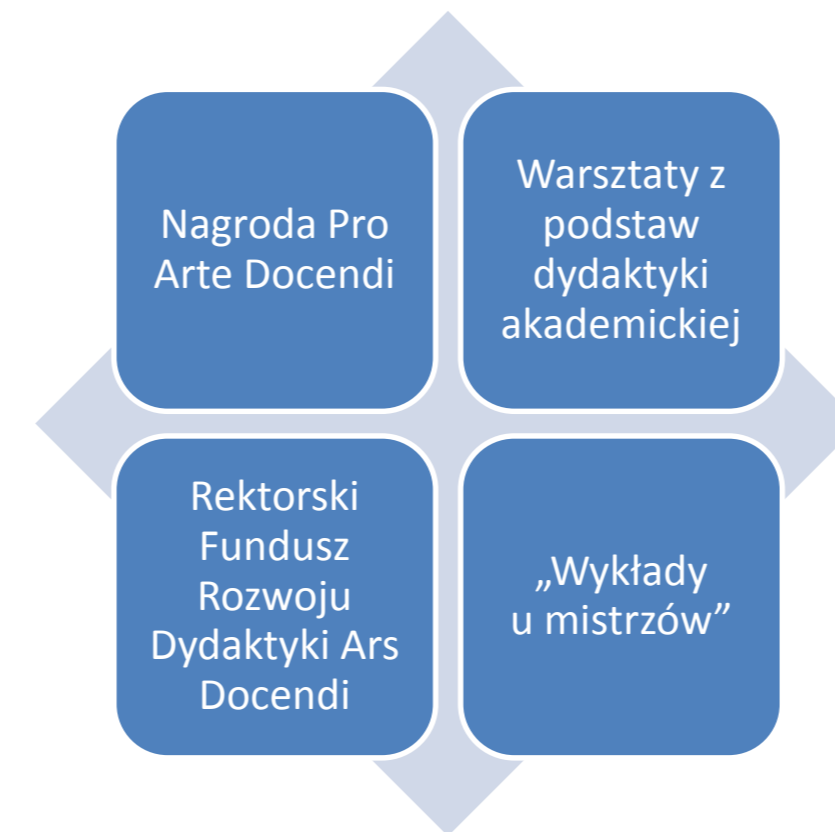 Nagroda Pro
Arte Docendi
Warsztaty z
podstaw
dydaktyki
akademickiej
Rektorski
Fundusz
Rozwoju
Dydaktyki Ars
Docendi
„Wykłady
u mistrzów”